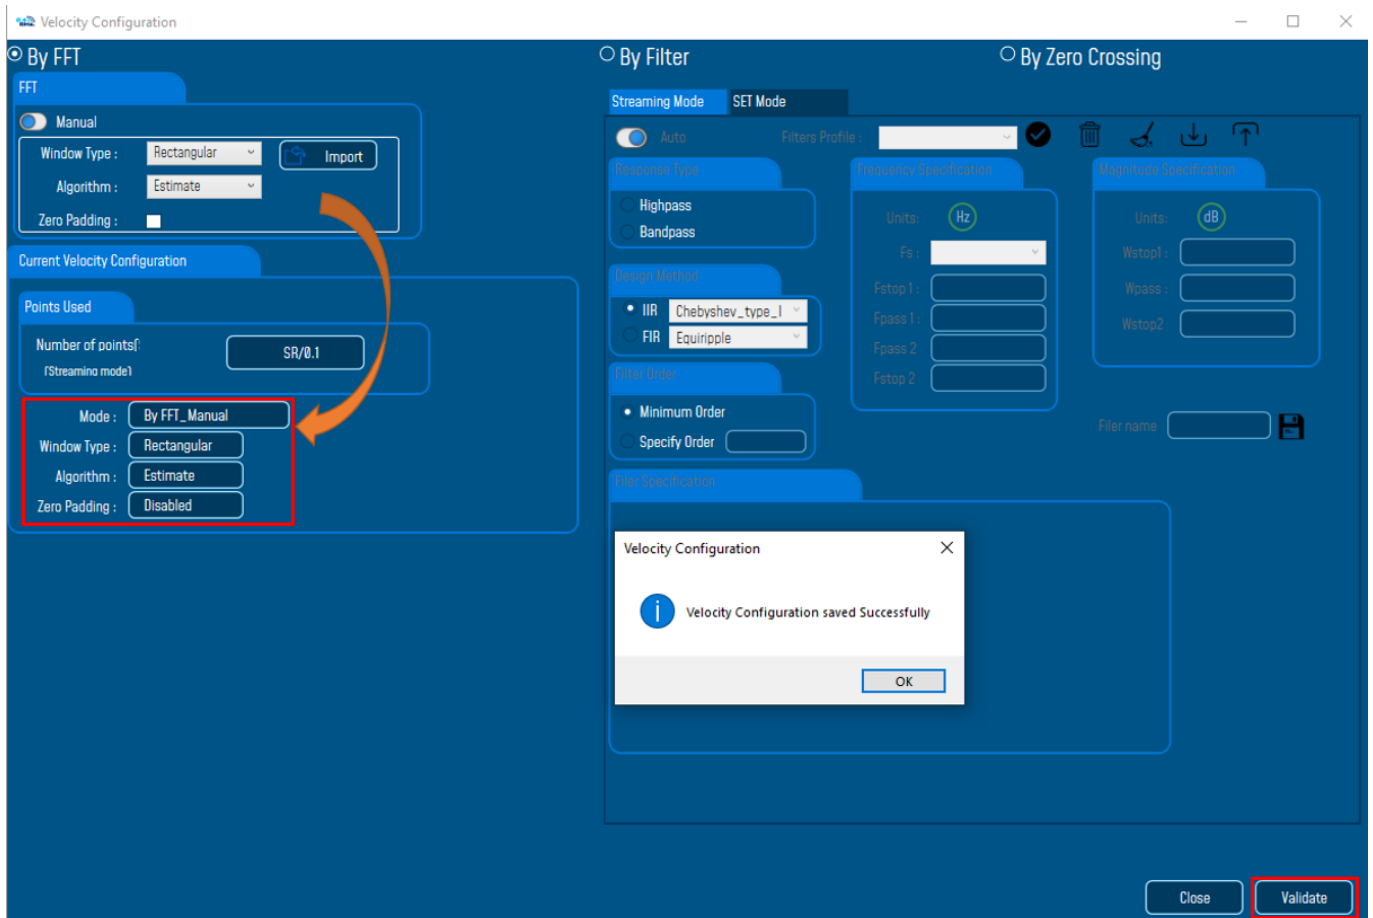 Velocity Configuration
By FFT
By Filter
By Zero Crossing
FFT
Manual
Window Type :
Rectangular
Import
Algorithm :
Estimate
Zero Padding :
Current Velocity Configuration
Points Used
Number of points
(Streaming mode)
SR/0.1
Mode :
By FFT_Manual
Window Type :
Rectangular
Algorithm :
Estimate
Zero Padding :
Disabled
Streaming Mode
SET Mode
Auto
Filters Profile :
Response Type
Highpass
Bandpass
Design Method
IIR
Chebyshev_type_I
FIR
Equiripple
Filter Order
Minimum Order
Specify Order
Frequency Specification
Units:
Hz
Fs :
Fstop 1 :
Fpass 1 :
Fpass 2
Fstop 2
Magnitude Specification
Units:
dB
Wstop1 :
Wpass :
Wstop2
Filer name
Filer Specification
Velocity Configuration
Velocity Configuration saved Successfully
OK
Close
Validate